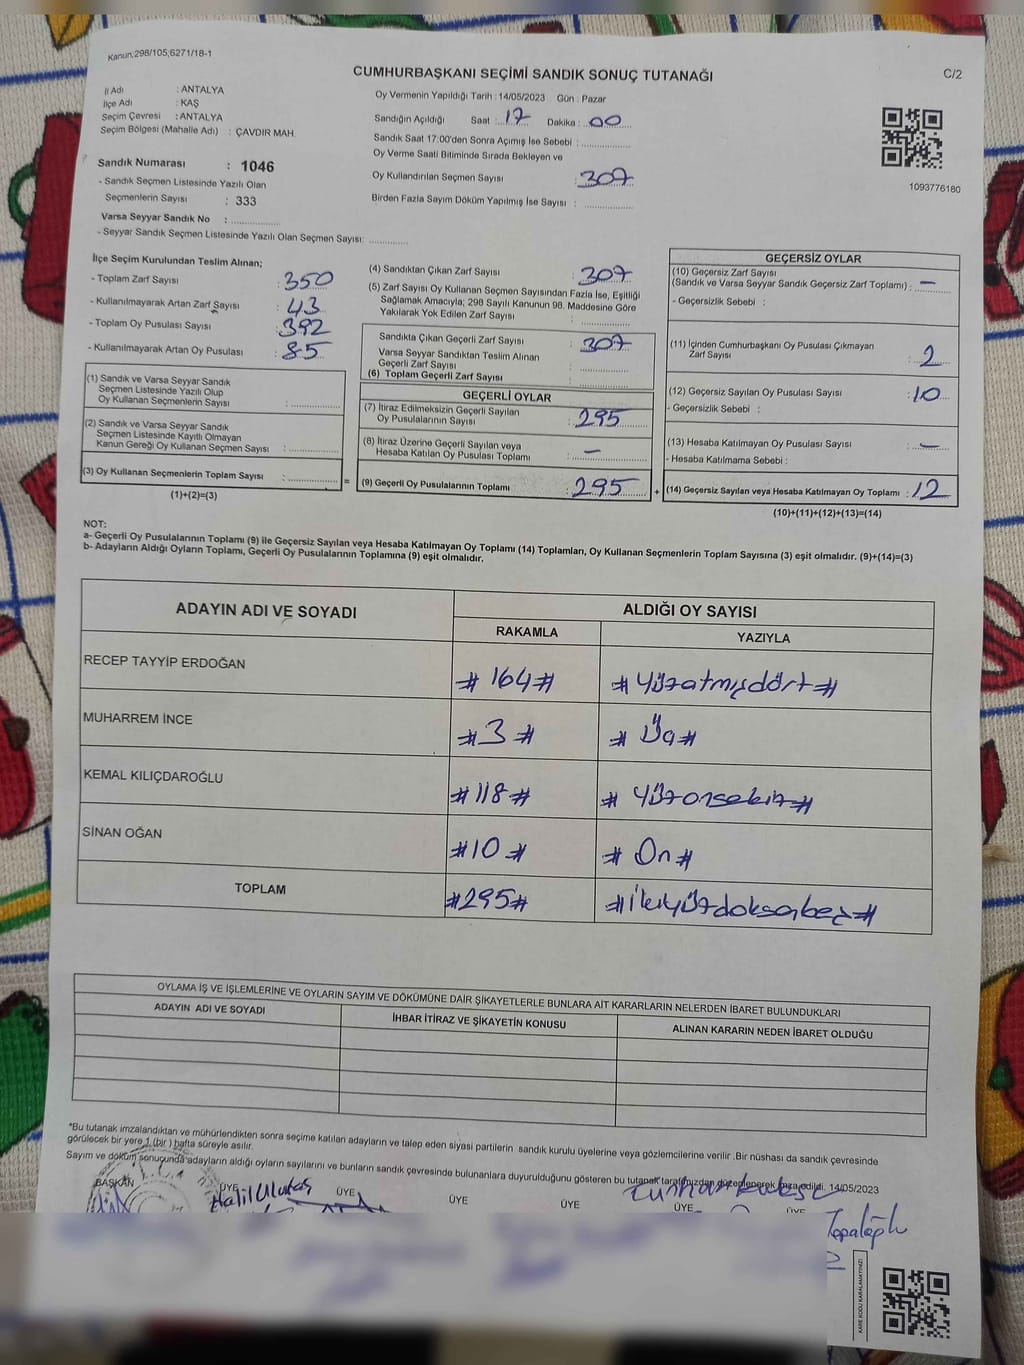 Kanun;298/105;6271/18-1
CUMHURBAŞKANI SEÇİMİ SANDIK SONUÇ TUTANAĞI
C/2
İl Adı : ANTALYA
İlçe Adı : KAŞ
Seçim Çevresi : ANTALYA
Seçim Bölgesi (Mahalle Adı) : ÇAVDIR MAH.
Sandık Numarası : 1046
- Sandık Seçmen Listesinde Yazılı Olan
Seçmenlerin Sayısı : 333
Varsa Seyyar Sandık No :
- Seyyar Sandık Seçmen Listesinde Yazılı Olan Seçmen Sayısı:
Oy Vermenin Yapıldığı Tarih : 14/05/2023 Gün : Pazar
Sandığın Açıldığı Saat : 17 Dakika : 00
Sandık Saat 17:00'den Sonra Açımış İse Sebebi :
Oy Verme Saati Bitiminde Sırada Bekleyen ve
Oy Kullandırılan Seçmen Sayısı : 307
Birden Fazla Sayım Döküm Yapılmış İse Sayısı :
1093776180
İlçe Seçim Kurulundan Teslim Alınan;
- Toplam Zarf Sayısı : 350
- Kullanılmayarak Artan Zarf Sayısı : 43
- Toplam Oy Pusulası Sayısı : 392
- Kullanılmayarak Artan Oy Pusulası : 85
(1) Sandık ve Varsa Seyyar Sandık
Seçmen Listesinde Yazılı Olup
Oy Kullanan Seçmenlerin Sayısı :
(2) Sandık ve Varsa Seyyar Sandık
Seçmen Listesinde Kayıtlı Olmayan
Kanun Gereği Oy Kullanan Seçmen Sayısı :
(3) Oy Kullanan Seçmenlerin Toplam Sayısı : =
(1)+(2)=(3)
(4) Sandıktan Çıkan Zarf Sayısı : 307
(5) Zarf Sayısı Oy Kullanan Seçmen Sayısından Fazla İse, Eşitliği
Sağlamak Amacıyla; 298 Sayılı Kanunun 98. Maddesine Göre
Yakılarak Yok Edilen Zarf Sayısı :
Sandıkta Çıkan Geçerli Zarf Sayısı : 307
Varsa Seyyar Sandıktan Teslim Alınan
Geçerli Zarf Sayısı :
(6) Toplam Geçerli Zarf Sayısı :
GEÇERLİ OYLAR
(7) İtiraz Edilmeksizin Geçerli Sayılan
Oy Pusulalarının Sayısı : 295
(8) İtiraz Üzerine Geçerli Sayılan veya
Hesaba Katılan Oy Pusulası Toplamı : -
(9) Geçerli Oy Pusulalarının Toplamı : 295 +
GEÇERSİZ OYLAR
(10) Geçersiz Zarf Sayısı
(Sandık ve Varsa Seyyar Sandık Geçersiz Zarf Toplamı) : -
- Geçersizlik Sebebi :
(11) İçinden Cumhurbaşkanı Oy Pusulası Çıkmayan
Zarf Sayısı : 2
(12) Geçersiz Sayılan Oy Pusulası Sayısı : 10
- Geçersizlik Sebebi :
(13) Hesaba Katılmayan Oy Pusulası Sayısı : -
- Hesaba Katılmama Sebebi :
(14) Geçersiz Sayılan veya Hesaba Katılmayan Oy Toplamı : 12
(10)+(11)+(12)+(13)=(14)
NOT:
a- Geçerli Oy Pusulalarının Toplamı (9) ile Geçersiz Sayılan veya Hesaba Katılmayan Oy Toplamı (14) Toplamları, Oy Kullanan Seçmenlerin Toplam Sayısına (3) eşit olmalıdır. (9)+(14)=(3)
b- Adayların Aldığı Oyların Toplamı, Geçerli Oy Pusulalarının Toplamına (9) eşit olmalıdır.
ADAYIN ADI VE SOYADI
ALDIĞI OY SAYISI
RAKAMLA YAZIYLA
RECEP TAYYİP ERDOĞAN #164# #Yüzatmışdört#
MUHARREM İNCE #3# #Üç#
KEMAL KILIÇDAROĞLU #118# #Yüzonsekiz#
SİNAN OĞAN #10# #On#
TOPLAM #295# #İkiyüzdoksanbeş#
OYLAMA İŞ VE İŞLEMLERİNE VE OYLARIN SAYIM VE DÖKÜMÜNE DAİR ŞİKAYETLERLE BUNLARA AİT KARARLARIN NELERDEN İBARET BULUNDUKLARI
ADAYIN ADI VE SOYADI İHBAR İTİRAZ VE ŞİKAYETİN KONUSU ALINAN KARARIN NEDEN İBARET OLDUĞU
*Bu tutanak imzalandıktan ve mühürlendikten sonra seçime katılan adayların ve talep eden siyasi partilerin sandık kurulu üyelerine veya gözlemcilerine verilir .Bir nüshası da sandık çevresinde
görülecek bir yere 1 (bir ) hafta süreyle asılır.
Sayım ve döküm sonucunda adayların aldığı oyların sayılarını ve bunların sandık çevresinde bulunanlara duyurulduğunu gösteren bu tutanak tarafımızdan düzenlenerek imza edildi. 14/05/2023
BAŞKAN ÜYE ÜYE ÜYE ÜYE ÜYE ÜYE
Halil Ulutaş
Topaloğlu
KARE KODU KARALAMAYINIZ!